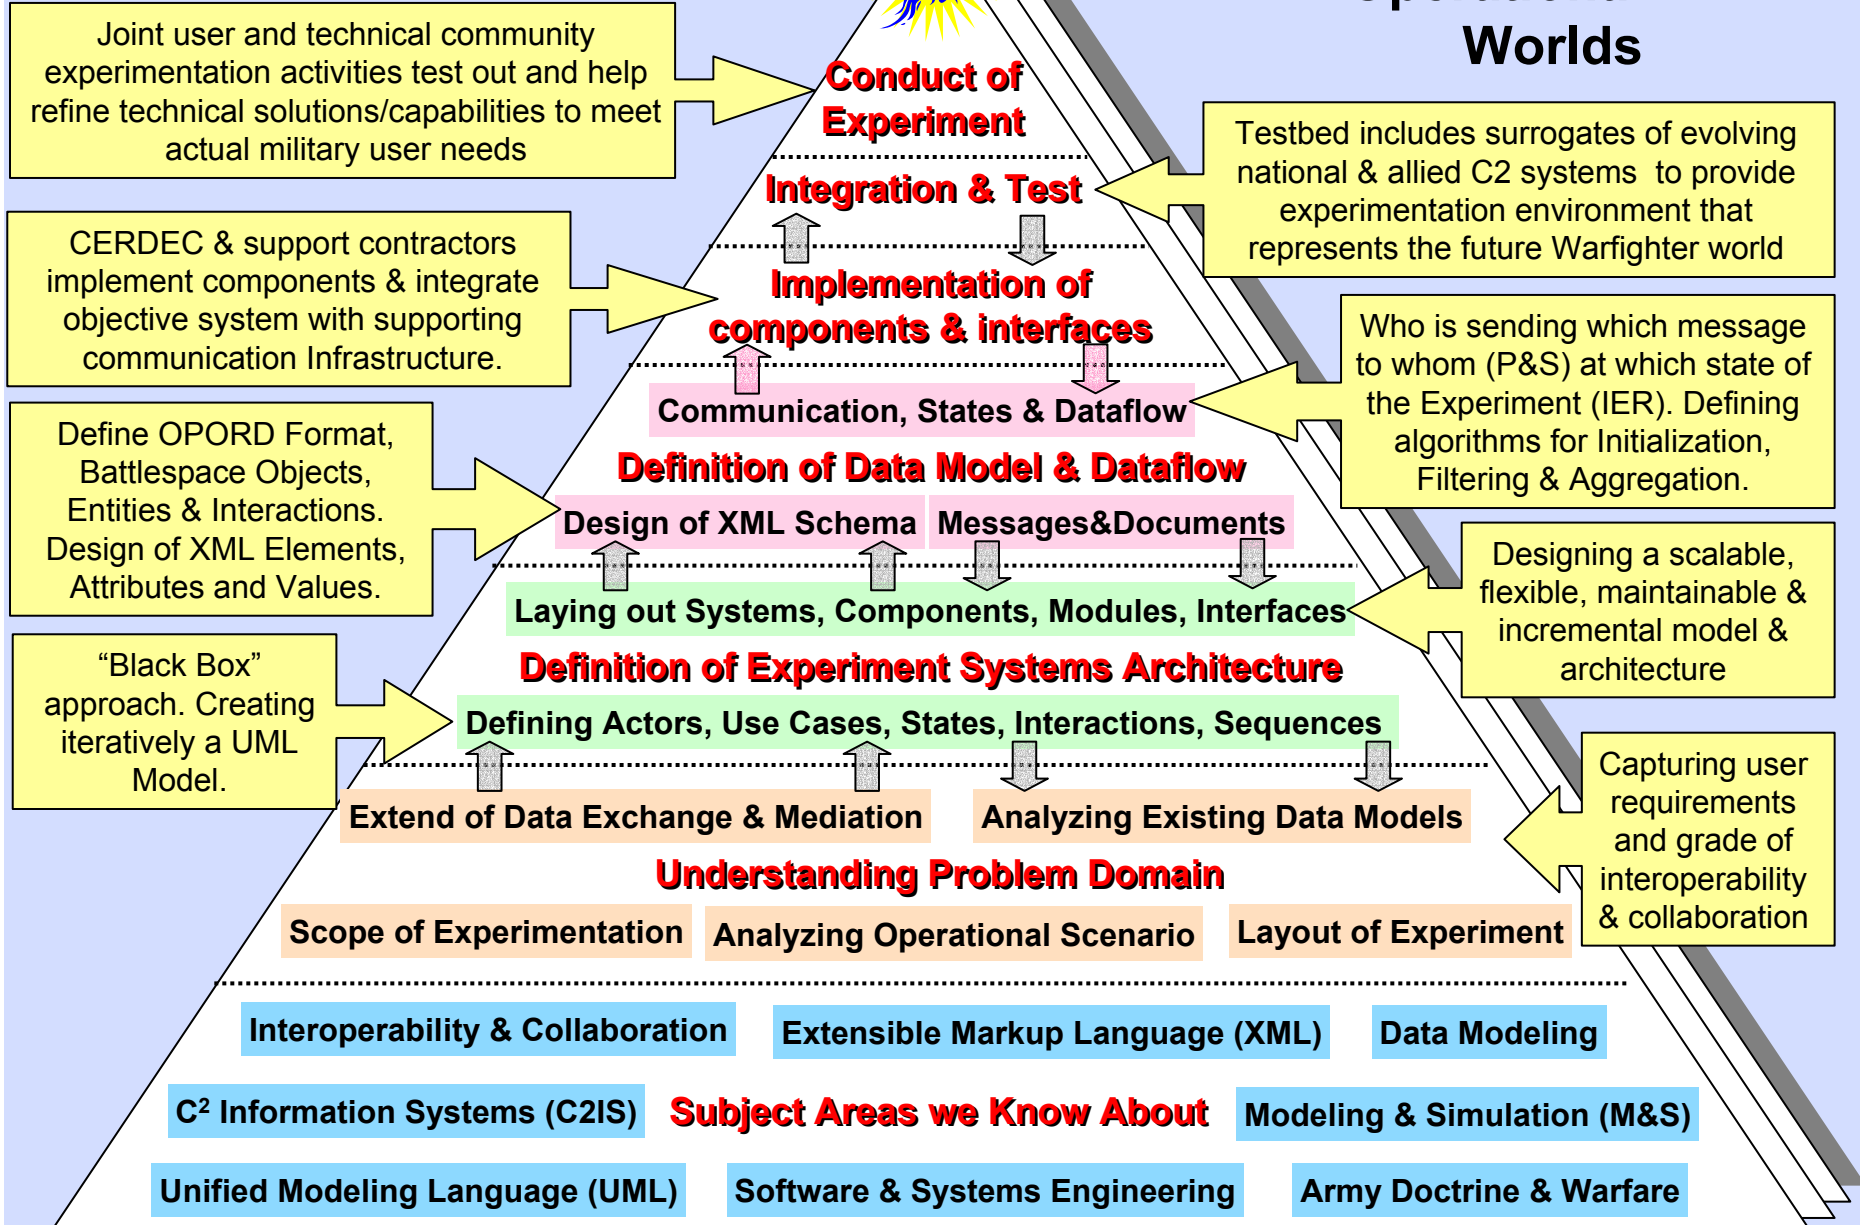 Worlds
Joint user and technical community
experimentation activities test out and help
refine technical solutions/capabilities to meet
actual military user needs
Conduct of
Experiment
Testbed includes surrogates of evolving
national & allied C2 systems to provide
experimentation environment that
represents the future Warfighter world
Integration & Test
CERDEC & support contractors
implement components & integrate
objective system with supporting
communication Infrastructure.
Implementation of
components & interfaces
Who is sending which message
to whom (P&S) at which state of
the Experiment (IER). Defining
algorithms for Initialization,
Filtering & Aggregation.
Communication, States & Dataflow
Define OPORD Format,
Battlespace Objects,
Entities & Interactions.
Design of XML Elements,
Attributes and Values.
Definition of Data Model & Dataflow
Design of XML Schema
Messages&Documents
Designing a scalable,
flexible, maintainable &
incremental model &
architecture
Laying out Systems, Components, Modules, Interfaces
Definition of Experiment Systems Architecture
“Black Box”
approach. Creating
iteratively a UML
Model.
Defining Actors, Use Cases, States, Interactions, Sequences
Capturing user
requirements
and grade of
interoperability
& collaboration
Extend of Data Exchange & Mediation
Analyzing Existing Data Models
Understanding Problem Domain
Scope of Experimentation
Analyzing Operational Scenario
Layout of Experiment
Interoperability & Collaboration
Extensible Markup Language (XML)
Data Modeling
C² Information Systems (C2IS)
Subject Areas we Know About
Modeling & Simulation (M&S)
Unified Modeling Language (UML)
Software & Systems Engineering
Army Doctrine & Warfare